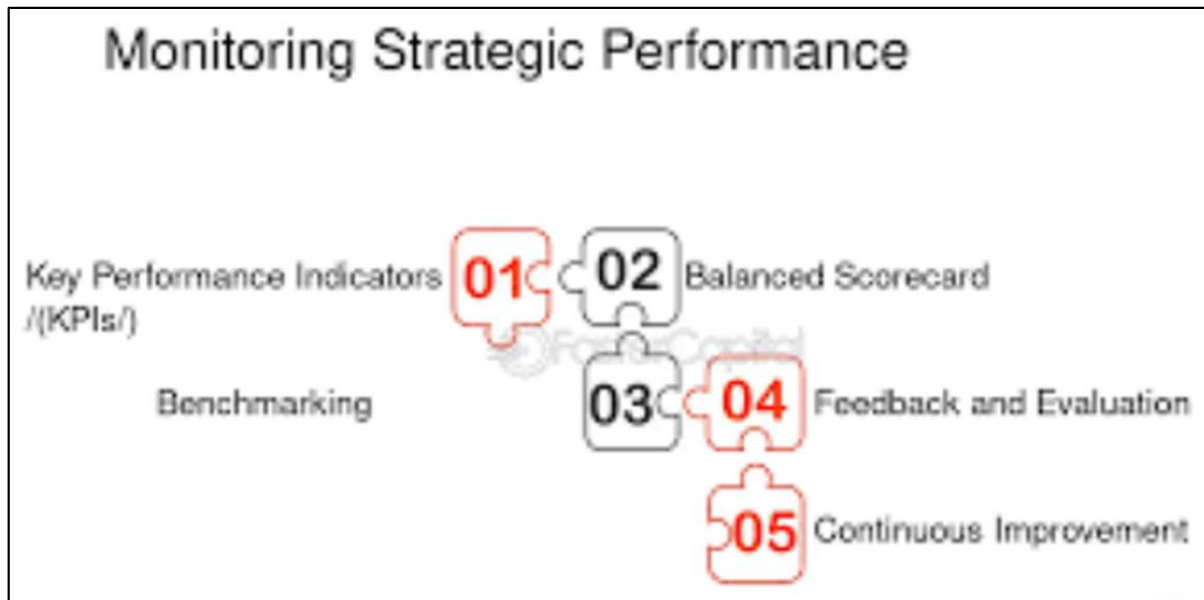 Monitoring Strategic Performance
Key Performance Indicators 01 02 Balanced Scorecard
/(KPIs/)
FasterCapital
Benchmarking 03 04 Feedback and Evaluation
05 Continuous Improvement